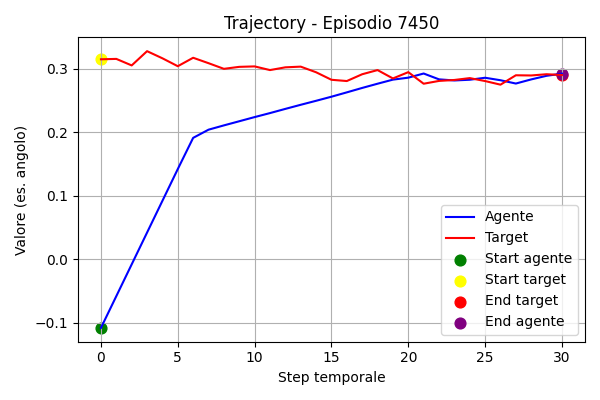 Trajectory - Episodio 7450
Valore (es. angolo)
0.3
0.2
0.1
0.0
−0.1
0
5
10
15
20
25
30
Step temporale
Agente
Target
Start agente
Start target
End target
End agente